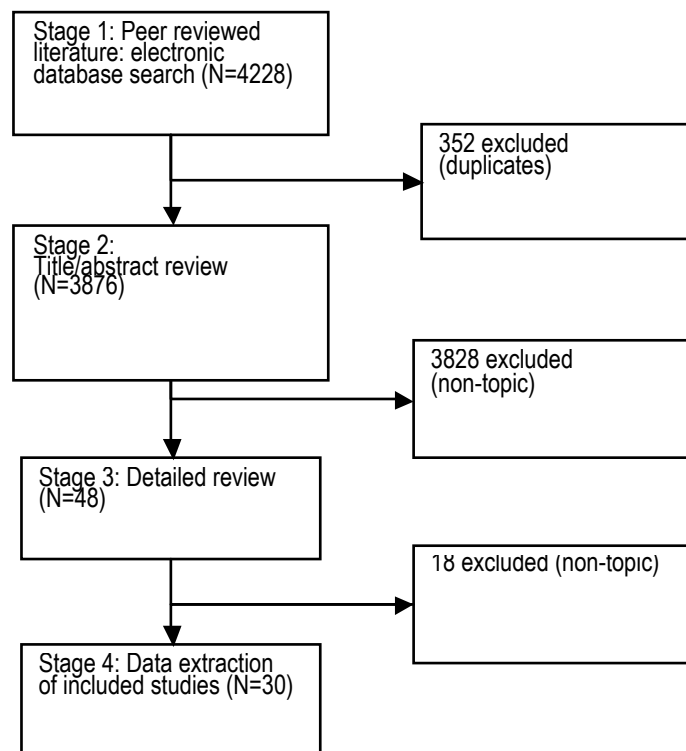 Stage 1: Peer reviewed
literature: electronic
database search (N=4228)
352 excluded
(duplicates)
Stage 2:
Title/abstract review
(N=3876)
3828 excluded
(non-topic)
Stage 3: Detailed review
(N=48)
18 excluded (non-topic)
Stage 4: Data extraction
of included studies (N=30)